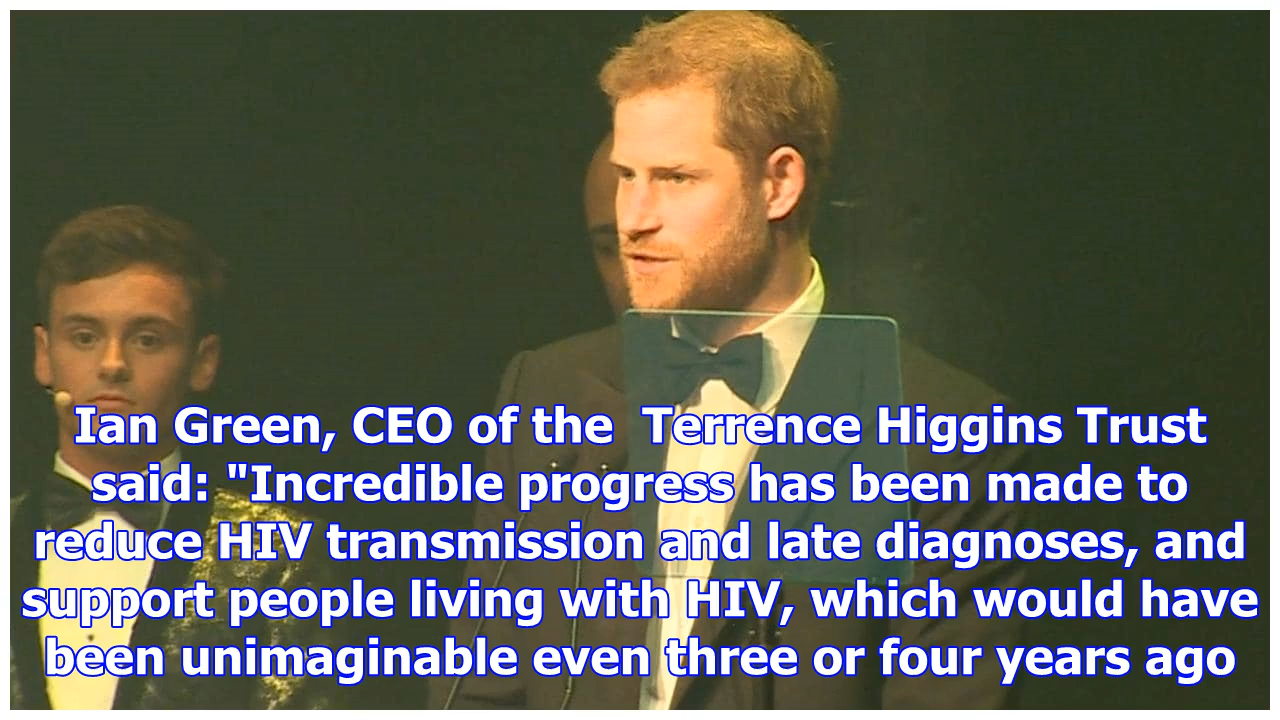 Ian Green, CEO of the  Terrence Higgins Trust
said: "Incredible progress has been made to
reduce HIV transmission and late diagnoses, and
support people living with HIV, which would have
been unimaginable even three or four years ago